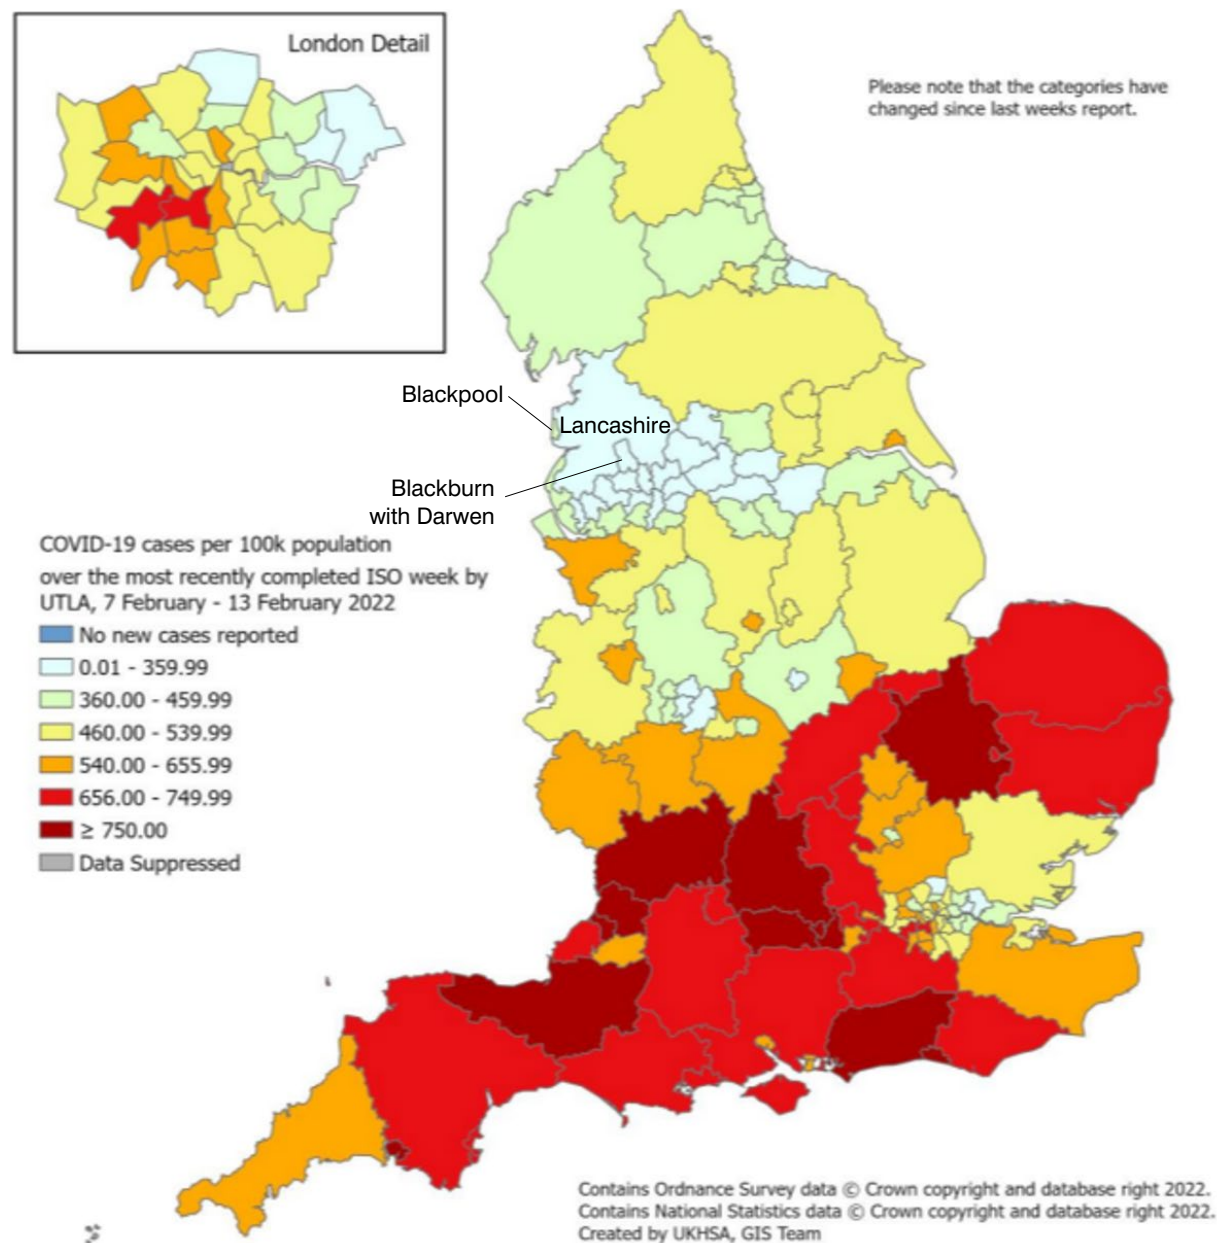 London Detail
Please note that the categories have
changed since last weeks report.
Blackpool
Lancashire
Blackburn
with Darwen
COVID-19 cases per 100k population
over the most recently completed ISO week by
UTLA, 7 February - 13 February 2022
No new cases reported
0.01 - 359.99
360.00 - 459.99
460.00 - 539.99
540.00 - 655.99
656.00 - 749.99
≥ 750.00
Data Suppressed
Contains Ordnance Survey data © Crown copyright and database right 2022.
Contains National Statistics data © Crown copyright and database right 2022.
Created by UKHSA, GIS Team